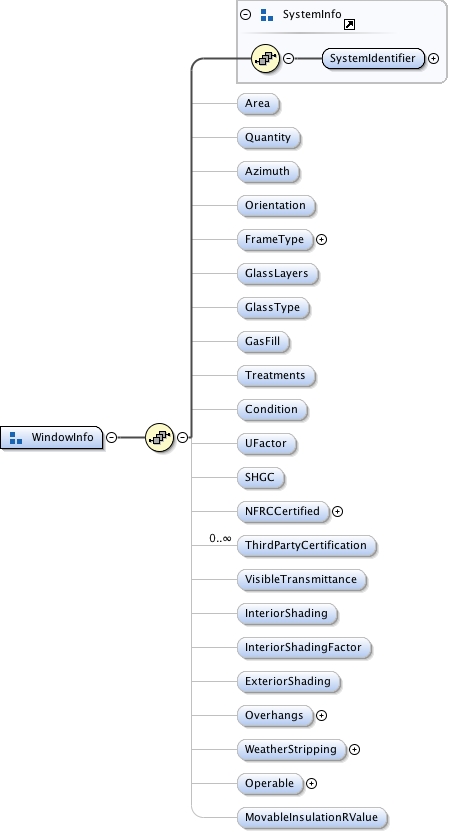 SystemInfo
SystemIdentifier
Area
Quantity
Azimuth
Orientation
FrameType
GlassLayers
GlassType
GasFill
Treatments
Condition
WindowInfo
UFactor
SHGC
NFRCCertified
0..∞
ThirdPartyCertification
VisibleTransmittance
InteriorShading
InteriorShadingFactor
ExteriorShading
Overhangs
WeatherStripping
Operable
MovableInsulationRValue